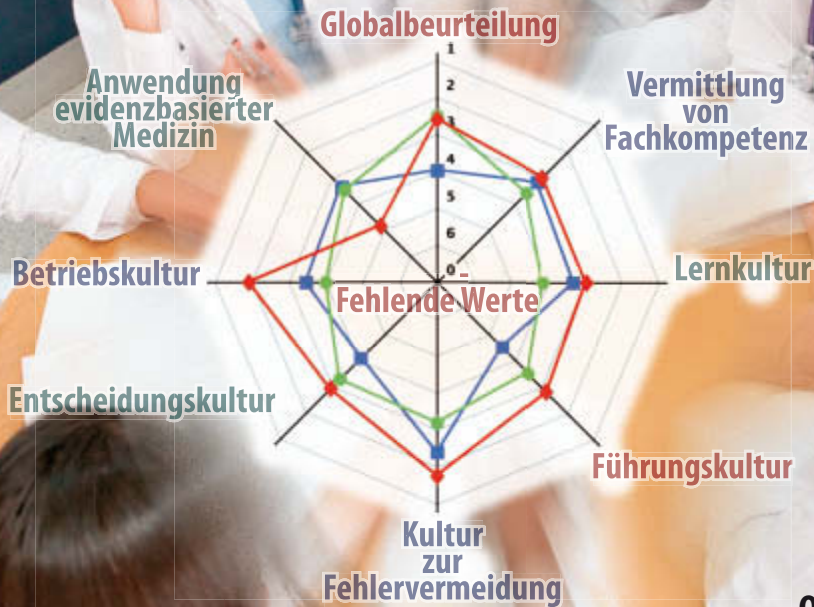 Globalbeurteilung
1
Anwendung
evidenzbasierter
Medizin
Vermittlung
von
Fachkompetenz
2
3
4
5
6
0
Betriebskultur
Lernkultur
-
Fehlende Werte
Entscheidungskultur
Führungskultur
Kultur
zur
Fehlervermeidung